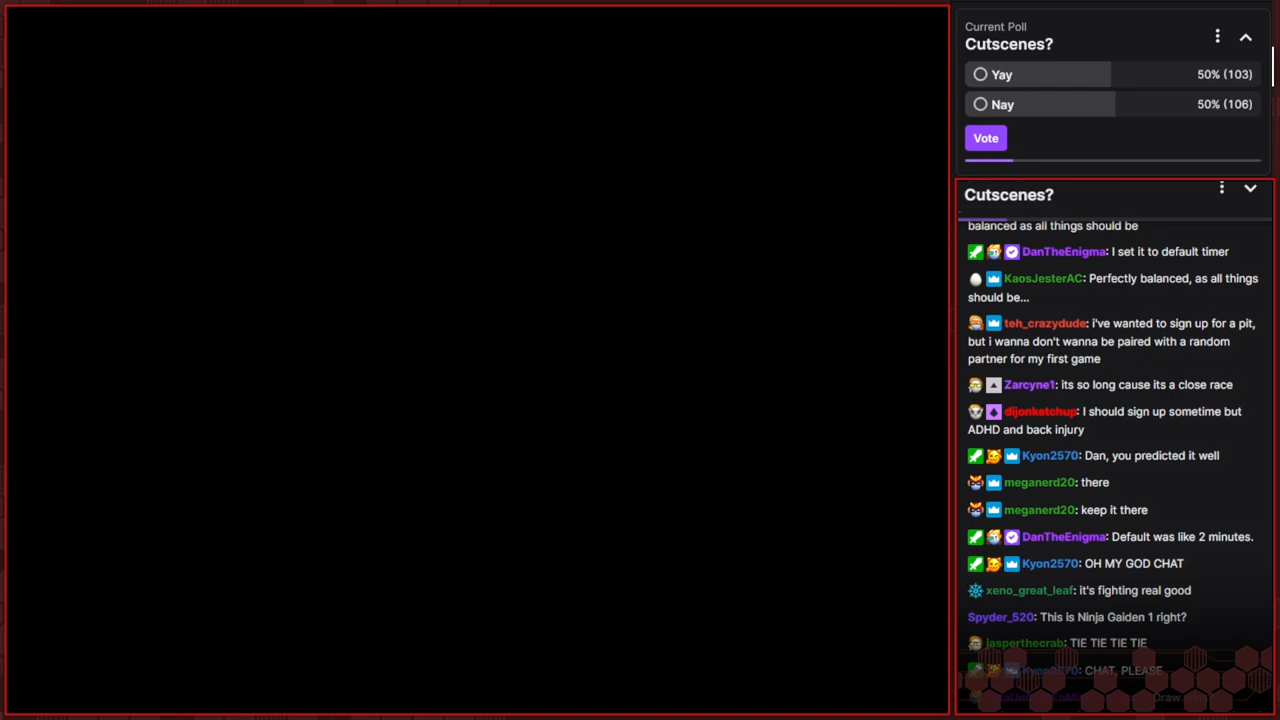 Current Poll
Cutscenes?
Yay 50% (103)
Nay 50% (106)
Vote
Cutscenes?
balanced as all things should be
DanTheEnigma: I set it to default timer
KaosJesterAC: Perfectly balanced, as all things
should be...
teh_crazydude: i've wanted to sign up for a pit,
but i wanna don't wanna be paired with a random
partner for my first game
Zarcyne1: its so long cause its a close race
dijonketchup: I should sign up sometime but
ADHD and back injury
Kyon2570: Dan, you predicted it well
meganerd20: there
meganerd20: keep it there
DanTheEnigma: Default was like 2 minutes.
Kyon2570: OH MY GOD CHAT
xeno_great_leaf: it's fighting real good
Spyder_520: This is Ninja Gaiden 1 right?
jasperthecrab: TIE TIE TIE TIE
Kyon2570: CHAT, PLEASE
Draw